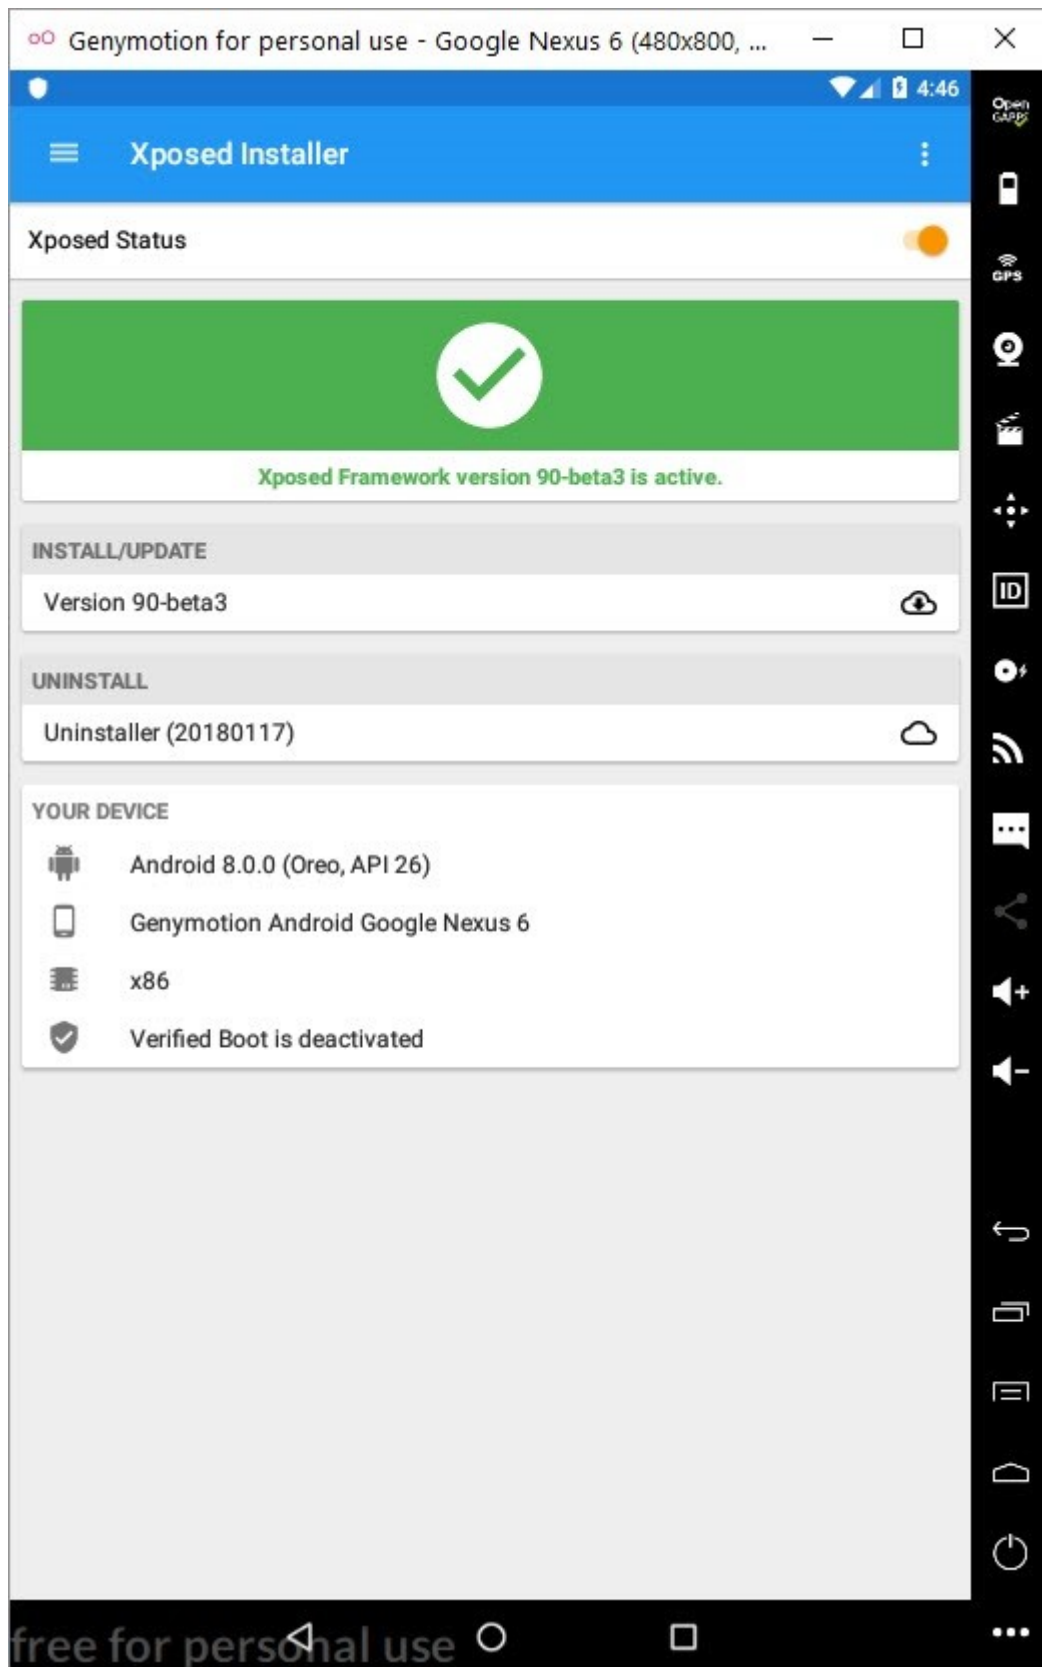 Genymotion for personal use - Google Nexus 6 (480x800, ...
4:46
Open
GAPPS
Xposed Installer
Xposed Status
GPS
Xposed Framework version 90-beta3 is active.
INSTALL/UPDATE
Version 90-beta3
ID
UNINSTALL
Uninstaller (20180117)
YOUR DEVICE
Android 8.0.0 (Oreo, API 26)
Genymotion Android Google Nexus 6
x86
Verified Boot is deactivated
free for personal use